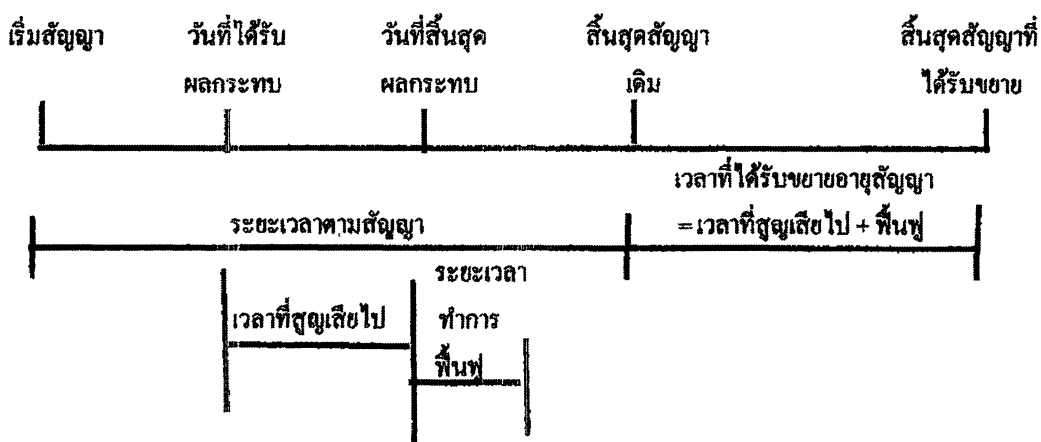 เริ่มสัญญา วันที่ได้รับ วันที่สิ้นสุด สิ้นสุดสัญญา สิ้นสุดสัญญาที่
ผลกระทบ ผลกระทบ เดิม ได้รับขยาย
เวลาที่ได้รับขยายอายุสัญญา
ระยะเวลาตามสัญญา =เวลาที่สูญเสียไป + ฟื้นฟู
ระยะเวลา
เวลาที่สูญเสียไป ทำการ
ฟื้นฟู